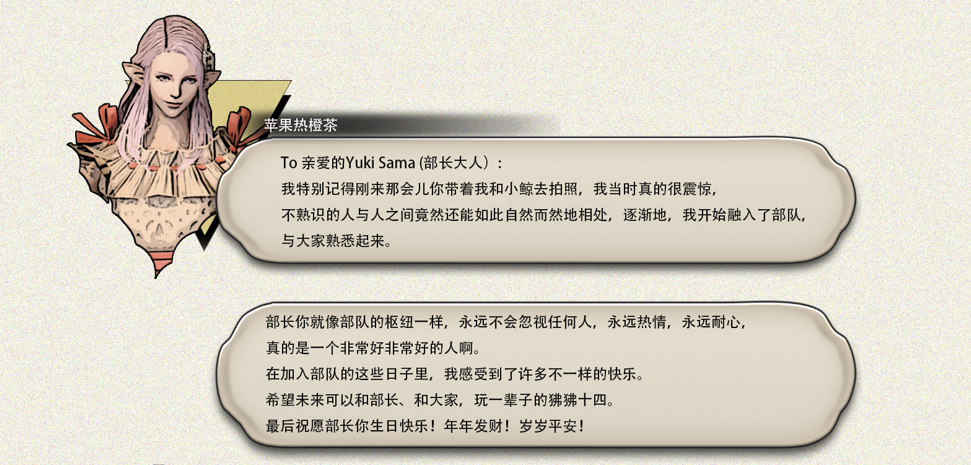 苹果热橙茶
To 亲爱的Yuki Sama (部长大人）:
我特别记得刚来那会儿你带着我和小鲸去拍照，我当时真的很震惊，
不熟识的人与人之间竟然还能如此自然而然地相处，逐渐地，我开始融入了部队，
与大家熟悉起来。
部长你就像部队的枢纽一样，永远不会忽视任何人，永远热情，永远耐心，
真的是一个非常好非常好的人啊。
在加入部队的这些日子里，我感受到了许多不一样的快乐。
希望未来可以和部长、和大家，玩一辈子的狒狒十四。
最后祝愿部长你生日快乐！年年发财！岁岁平安！